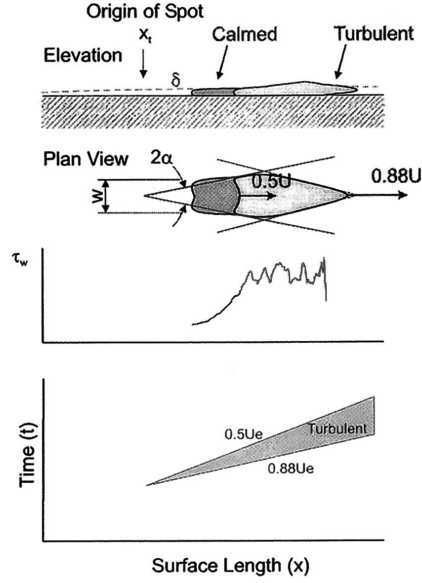 Origin of Spot
x_t
Calmed
Turbulent
Elevation
δ
Plan View
2α
W
0.5U
0.88U
τ_w
Time (t)
0.5Ue
Turbulent
0.88Ue
Surface Length (x)